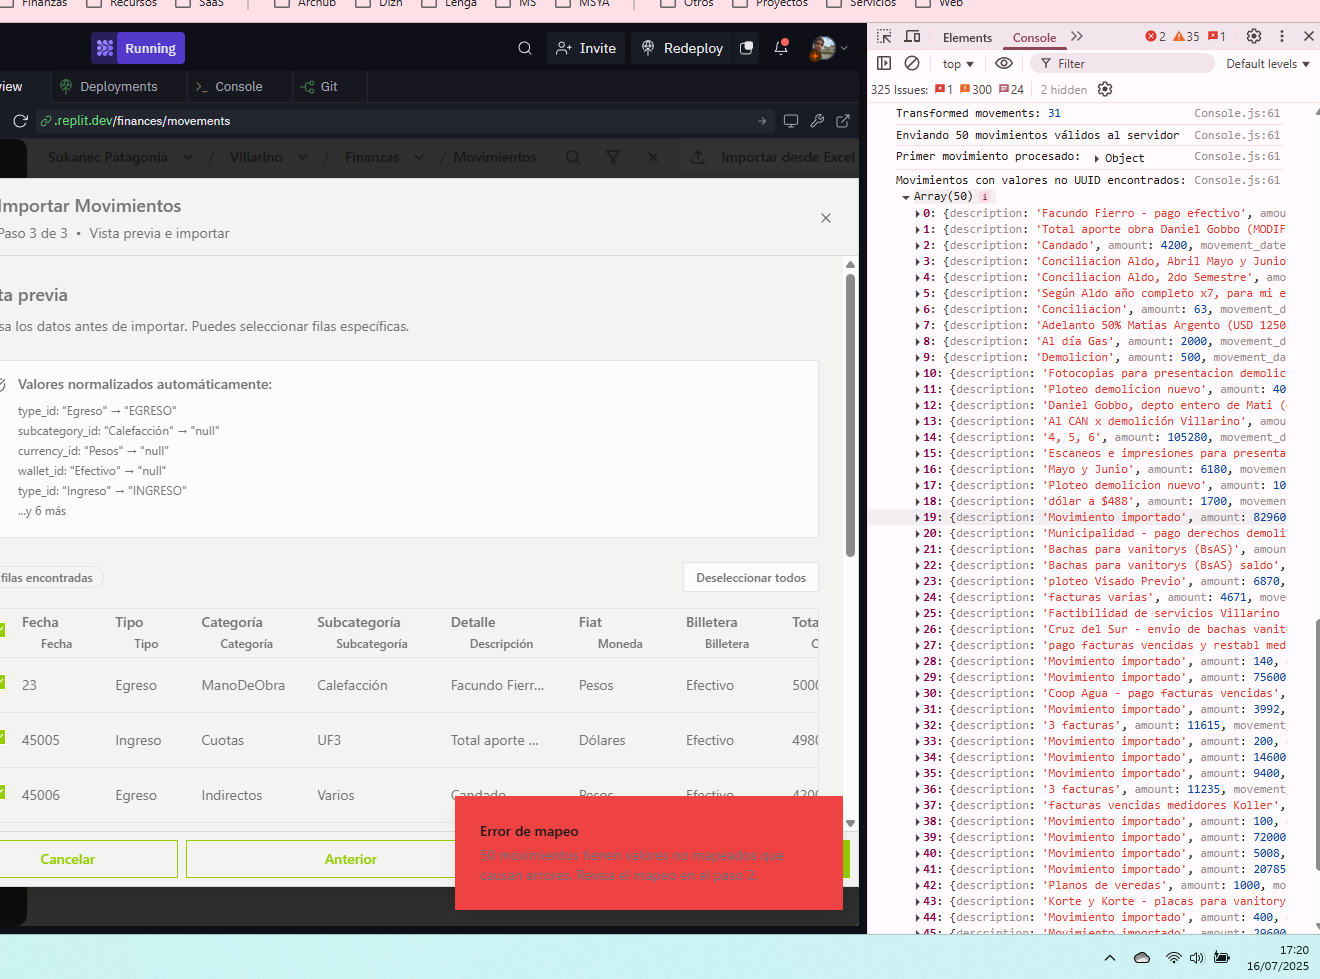 Finanzas Recursos SaaS Archub Dizn Lenga MS MSYA Otros Proyectos Servicios Web
Running
Invite
Redeploy
Deployments
Console
Git
.replit.dev/finances/movements
Sukanec Patagonia / Villarino / Finanzas / Movimientos
Importar desde Excel
Importar Movimientos
Paso 3 de 3 • Vista previa e importar
ta previa
sa los datos antes de importar. Puedes seleccionar filas específicas.
Valores normalizados automáticamente:
type_id: "Egreso" → "EGRESO"
subcategory_id: "Calefacción" → "null"
currency_id: "Pesos" → "null"
wallet_id: "Efectivo" → "null"
type_id: "Ingreso" → "INGRESO"
...y 6 más
filas encontradas
Deseleccionar todos
Fecha Tipo Categoría Subcategoría Detalle Fiat Billetera Tota
Fecha Tipo Categoría Subcategoría Descripción Moneda Billetera C
23 Egreso ManoDeObra Calefacción Facundo Fierr... Pesos Efectivo 5000
45005 Ingreso Cuotas UF3 Total aporte ... Dólares Efectivo 4980
45006 Egreso Indirectos Varios Candado Pesos Efectivo 4200
Cancelar
Anterior
Error de mapeo
50 movimientos tienen valores no mapeados que
causan errores. Revisa el mapeo en el paso 2.
Elements
Console
2 35 1
top
Filter
Default levels
325 Issues: 1 300 24 2 hidden
Transformed movements: 31 Console.js:61
Enviando 50 movimientos válidos al servidor Console.js:61
Primer movimiento procesado: Object Console.js:61
Movimientos con valores no UUID encontrados: Console.js:61
Array(50) i
0: {description: 'Facundo Fierro - pago efectivo', amou
1: {description: 'Total aporte obra Daniel Gobbo (MODIF
2: {description: 'Candado', amount: 4200, movement_date
3: {description: 'Conciliacion Aldo, Abril Mayo y Junio
4: {description: 'Conciliacion Aldo, 2do Semestre', amo
5: {description: 'Según Aldo año completo x7, para mi e
6: {description: 'Conciliacion', amount: 63, movement_d
7: {description: 'Adelanto 50% Matias Argento (USD 1250
8: {description: 'Al día Gas', amount: 2000, movement_d
9: {description: 'Demolicion', amount: 500, movement_da
10: {description: 'Fotocopias para presentacion demolic
11: {description: 'Ploteo demolicion nuevo', amount: 40
12: {description: 'Daniel Gobbo, depto entero de Mati (
13: {description: 'Al CAN x demolición Villarino', amou
14: {description: '4, 5, 6', amount: 105280, movement_d
15: {description: 'Escaneos e impresiones para presenta
16: {description: 'Mayo y Junio', amount: 6180, movemen
17: {description: 'Ploteo demolicion nuevo', amount: 10
18: {description: 'dólar a $488', amount: 1700, movemen
19: {description: 'Movimiento importado', amount: 82960
20: {description: 'Municipalidad - pago derechos demoli
21: {description: 'Bachas para vanitorys (BsAS)', amoun
22: {description: 'Bachas para vanitorys (BsAS) saldo',
23: {description: 'ploteo Visado Previo', amount: 6870,
24: {description: 'facturas varias', amount: 4671, move
25: {description: 'Factibilidad de servicios Villarino
26: {description: 'Cruz del Sur - envio de bachas vanit
27: {description: 'pago facturas vencidas y restabl med
28: {description: 'Movimiento importado', amount: 140,
29: {description: 'Movimiento importado', amount: 75600
30: {description: 'Coop Agua - pago facturas vencidas',
31: {description: 'Movimiento importado', amount: 3992,
32: {description: '3 facturas', amount: 11615, movement_
33: {description: 'Movimiento importado', amount: 200,
34: {description: 'Movimiento importado', amount: 14600
35: {description: 'Movimiento importado', amount: 9400,
36: {description: '3 facturas', amount: 11235, movement_
37: {description: 'facturas vencidas medidores Koller',
38: {description: 'Movimiento importado', amount: 100,
39: {description: 'Movimiento importado', amount: 72000
40: {description: 'Movimiento importado', amount: 5008,
41: {description: 'Movimiento importado', amount: 20785
42: {description: 'Planos de veredas', amount: 1000, mo
43: {description: 'Korte y Korte - placas para vanitory
44: {description: 'Movimiento importado', amount: 400,
45: {description: 'Movimiento importado', amount: 29600
17:20
16/07/2025